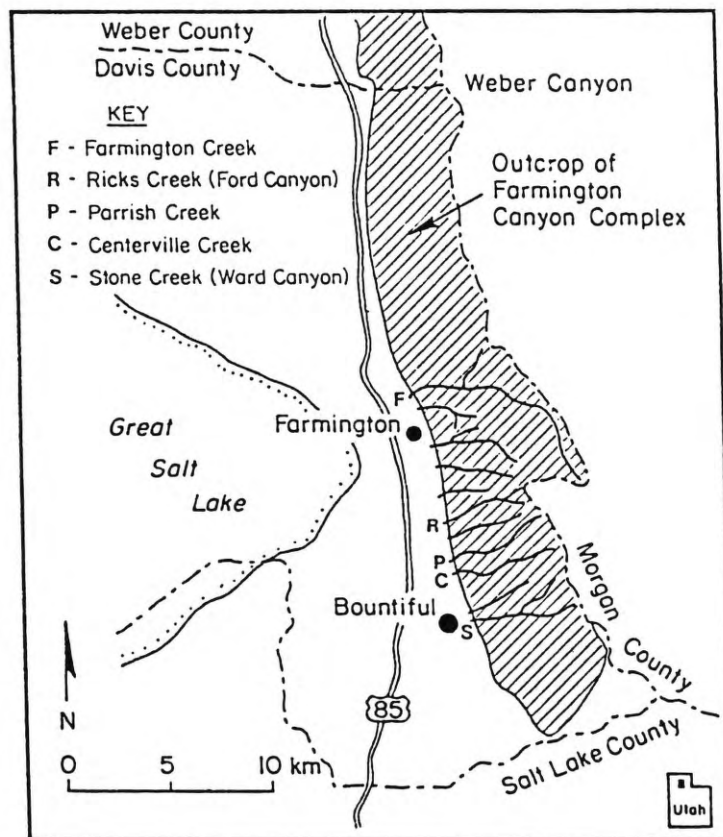 Weber County
Davis County
Weber Canyon
KEY
F - Farmington Creek
R - Ricks Creek (Ford Canyon)
P - Parrish Creek
C - Centerville Creek
S - Stone Creek (Ward Canyon)
Outcrop of
Farmington
Canyon Complex
F
Farmington
Great
Salt
Lake
R
P
C
Bountiful
S
Morgan
County
85
N
0 5 10 km
Salt Lake County
Utah